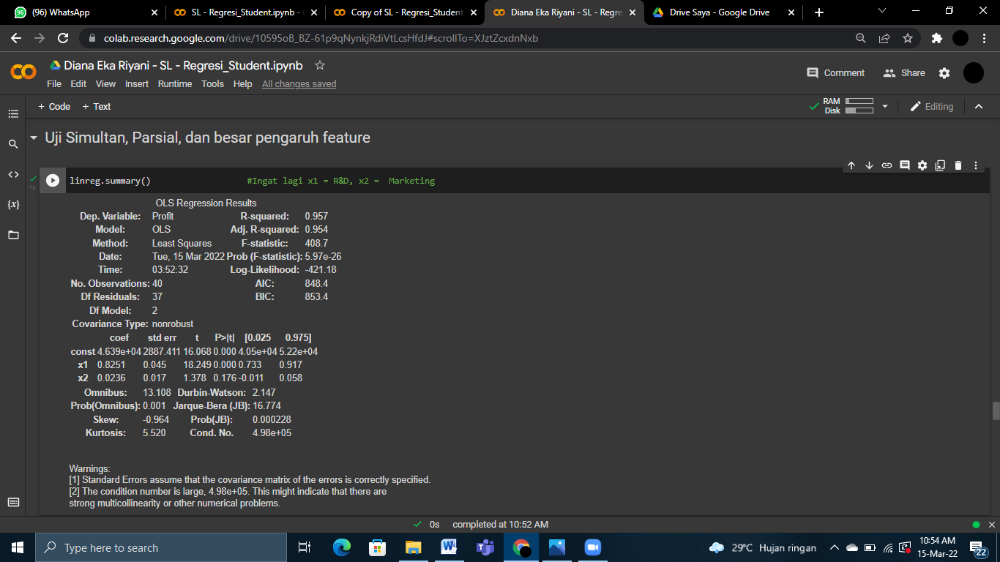 96
(96) WhatsApp
SL - Regresi_Student.ipynb -
Copy of SL - Regresi_Student
Diana Eka Riyani - SL - Regre
Drive Saya - Google Drive
colab.research.google.com/drive/10595oB_BZ-61p9qNynkjRdiVtLcsHfdJ#scrollTo=XJztZcxdnNxb
Diana Eka Riyani - SL - Regresi_Student.ipynb
Comment Share
File Edit View Insert Runtime Tools Help All changes saved
+ Code + Text
RAM
Disk
Editing
Uji Simultan, Parsial, dan besar pengaruh feature
linreg.summary() #Ingat lagi x1 = R&D, x2 = Marketing
1s
{x}
OLS Regression Results
Dep. Variable: Profit R-squared: 0.957
Model: OLS Adj. R-squared: 0.954
Method: Least Squares F-statistic: 408.7
Date: Tue, 15 Mar 2022 Prob (F-statistic): 5.97e-26
Time: 03:52:32 Log-Likelihood: -421.18
No. Observations: 40 AIC: 848.4
Df Residuals: 37 BIC: 853.4
Df Model: 2
Covariance Type: nonrobust
coef std err t P>|t| [0.025 0.975]
const 4.639e+04 2887.411 16.068 0.000 4.05e+04 5.22e+04
x1 0.8251 0.045 18.249 0.000 0.733 0.917
x2 0.0236 0.017 1.378 0.176 -0.011 0.058
Omnibus: 13.108 Durbin-Watson: 2.147
Prob(Omnibus): 0.001 Jarque-Bera (JB): 16.774
Skew: -0.964 Prob(JB): 0.000228
Kurtosis: 5.520 Cond. No. 4.98e+05
Warnings:
[1] Standard Errors assume that the covariance matrix of the errors is correctly specified.
[2] The condition number is large, 4.98e+05. This might indicate that there are
strong multicollinearity or other numerical problems.
0s completed at 10:52 AM
Type here to search
29°C Hujan ringan
10:54 AM
15-Mar-22
22